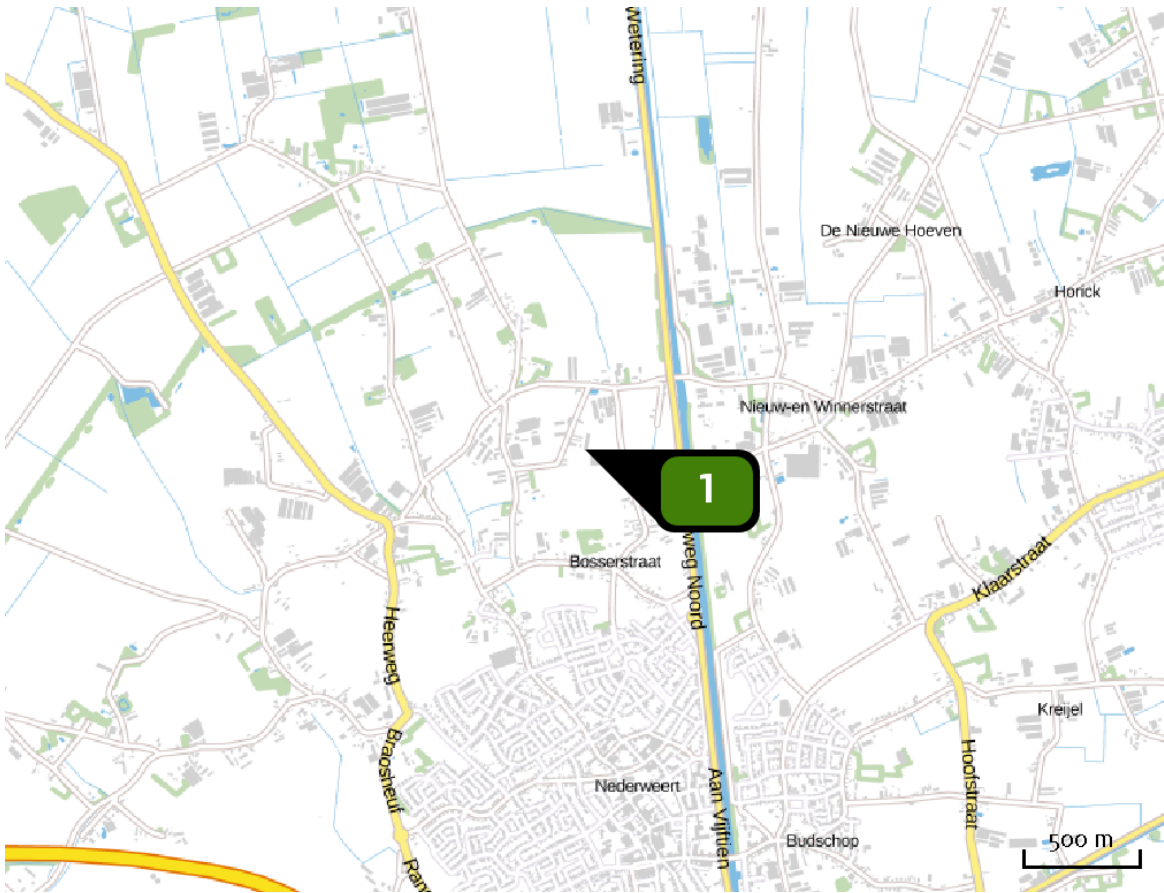 Wetering
De Nieuwe Hoeven
Horick
Nieuw-en Winnerstraat
1
Bosserstraat
weg Noord
Klaarstraat
Heerweg
Kreijel
Braosheuf
Hoofstraat
Nederweert
Aan Vijftien
Budschop
500 m